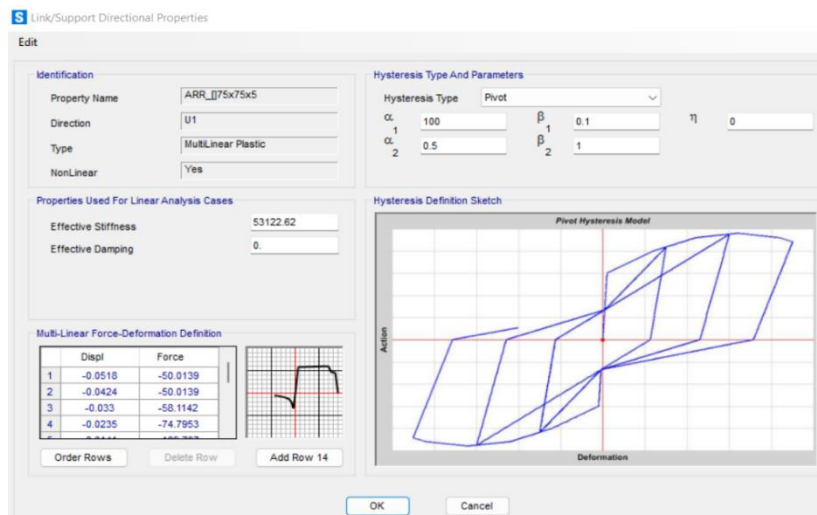 S Link/Support Directional Properties
Edit
Identification
Property Name ARR_[]75x75x5
Direction U1
Type MultiLinear Plastic
NonLinear Yes
Properties Used For Linear Analysis Cases
Effective Stiffness 53122.62
Effective Damping 0.
Multi-Linear Force-Deformation Definition
Displ Force
1 -0.0518 -50.0139
2 -0.0424 -50.0139
3 -0.033 -58.1142
4 -0.0235 -74.7953
Order Rows Delete Row Add Row 14
Hysteresis Type And Parameters
Hysteresis Type Pivot
α1 100 β1 0.1 η 0
α2 0.5 β2 1
Hysteresis Definition Sketch
Pivot Hysteresis Model
Action
Deformation
OK Cancel